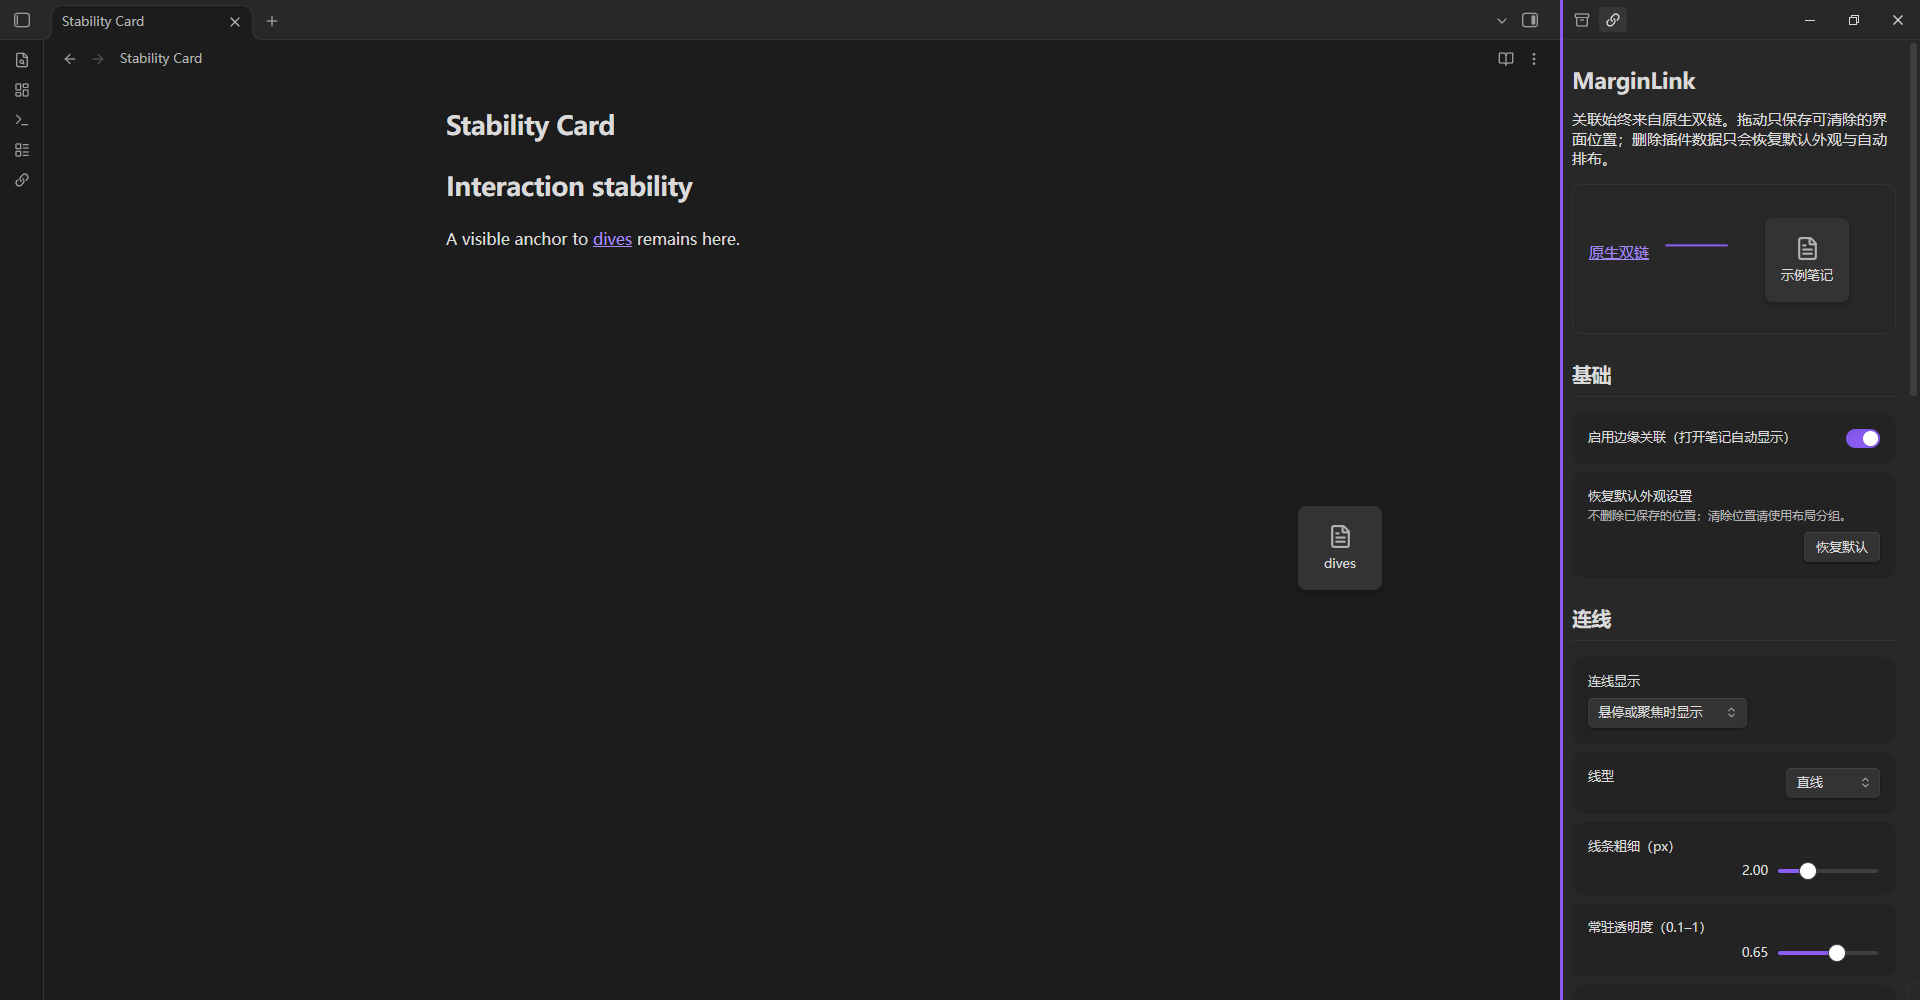 Stability Card
Stability Card
Stability Card
Interaction stability
A visible anchor to dives remains here.
dives
MarginLink
关联始终来自原生双链。拖动只保存可清除的界
面位置；删除插件数据只会恢复默认外观与自动
排布。
原生双链
示例笔记
基础
启用边缘关联（打开笔记自动显示）
恢复默认外观设置
不删除已保存的位置；清除位置请使用布局分组。
恢复默认
连线
连线显示
悬停或聚焦时显示
线型
直线
线条粗细（px）
2.00
常驻透明度（0.1–1）
0.65